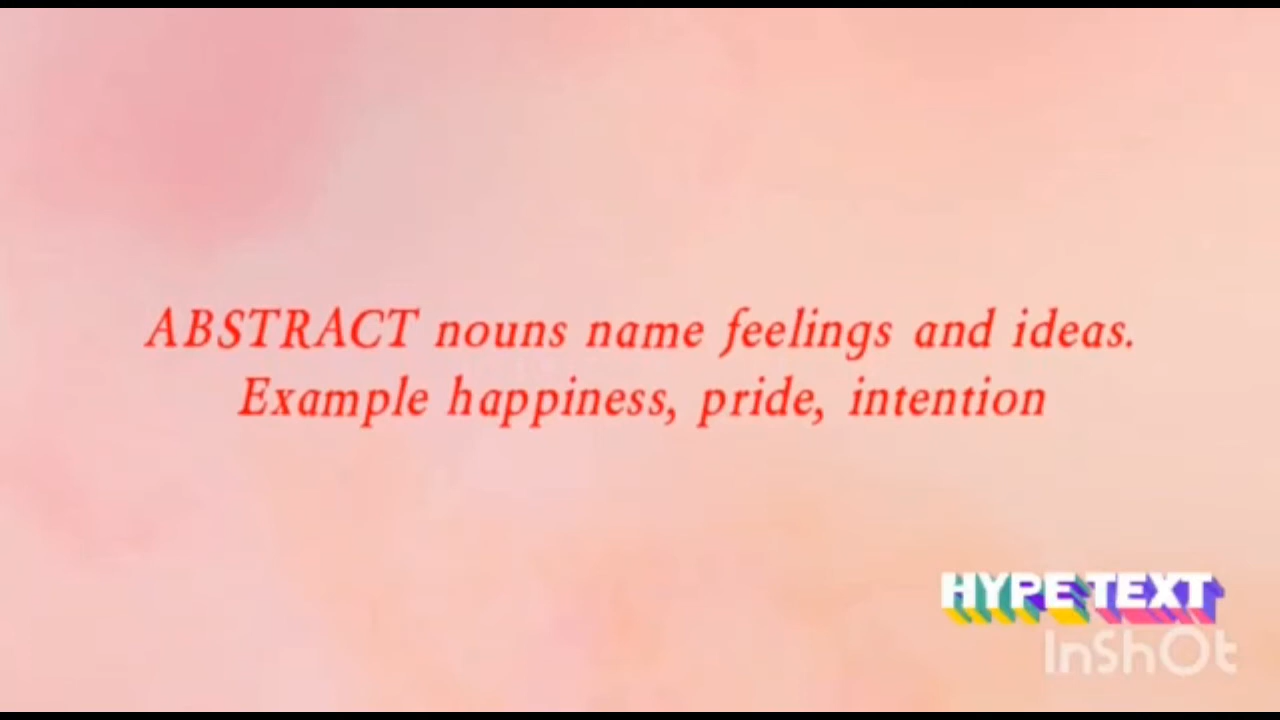 ABSTRACT nouns name feelings and ideas.
Example happiness, pride, intention
HYPE TEXT
InShOt